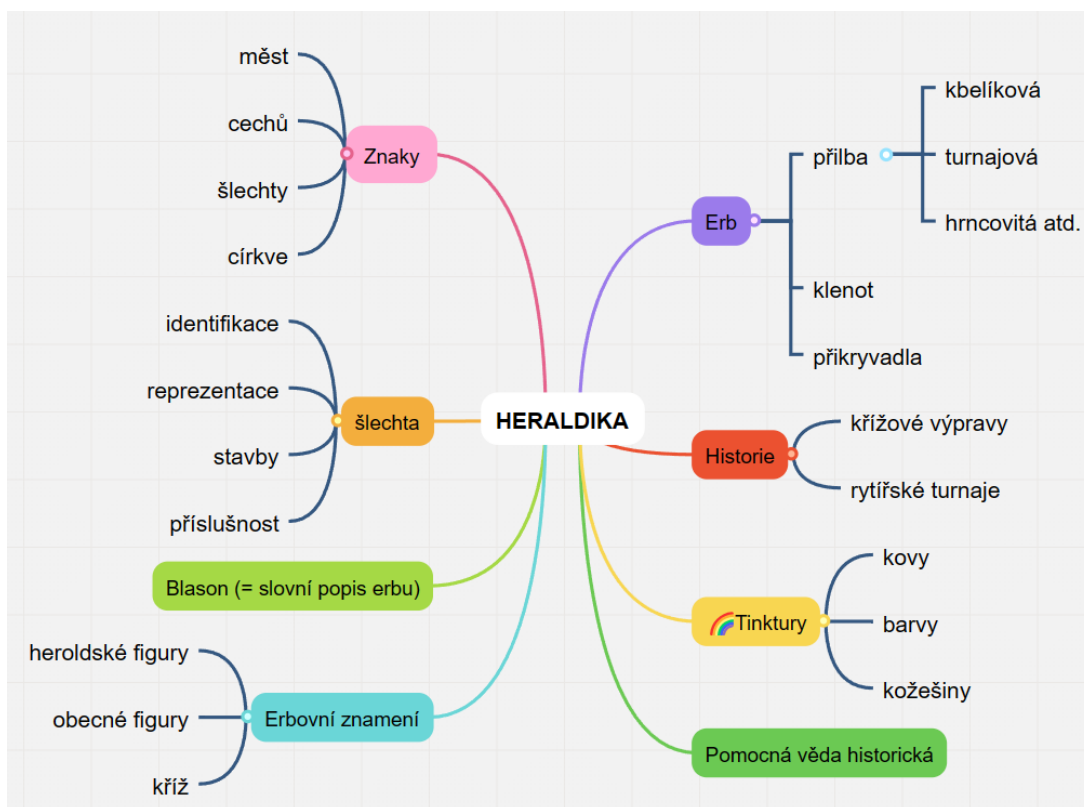 HERALDIKA
Znaky
měst
cechů
šlechty
církve
šlechta
identifikace
reprezentace
stavby
příslušnost
Blason (= slovní popis erbu)
Erbovní znamení
heroldské figury
obecné figury
kříž
Erb
přilba
kbelíková
turnajová
hrncovitá atd.
klenot
přikryvadla
Historie
křížové výpravy
rytířské turnaje
Tinktury
kovy
barvy
kožešiny
Pomocná věda historická